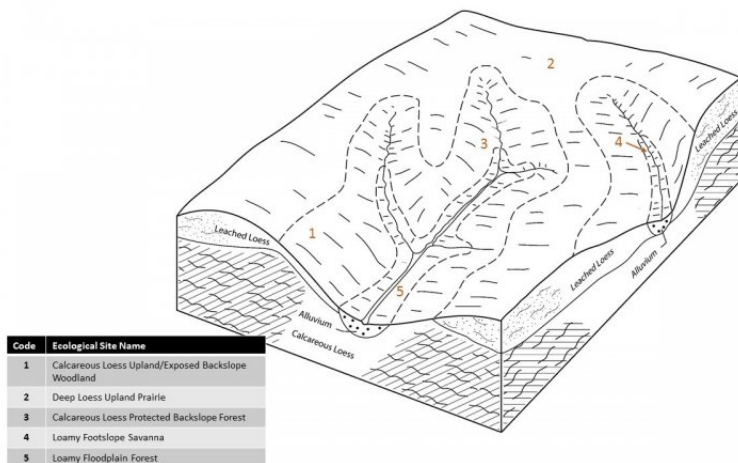 2
4
3
1
5
Leached Loess
Leached Loess
Leached Loess
Alluvium
Alluvium
Calcareous Loess
Code Ecological Site Name
1 Calcareous Loess Upland/Exposed Backslope
Woodland
2 Deep Loess Upland Prairie
3 Calcareous Loess Protected Backslope Forest
4 Loamy Footslope Savanna
5 Loamy Floodplain Forest